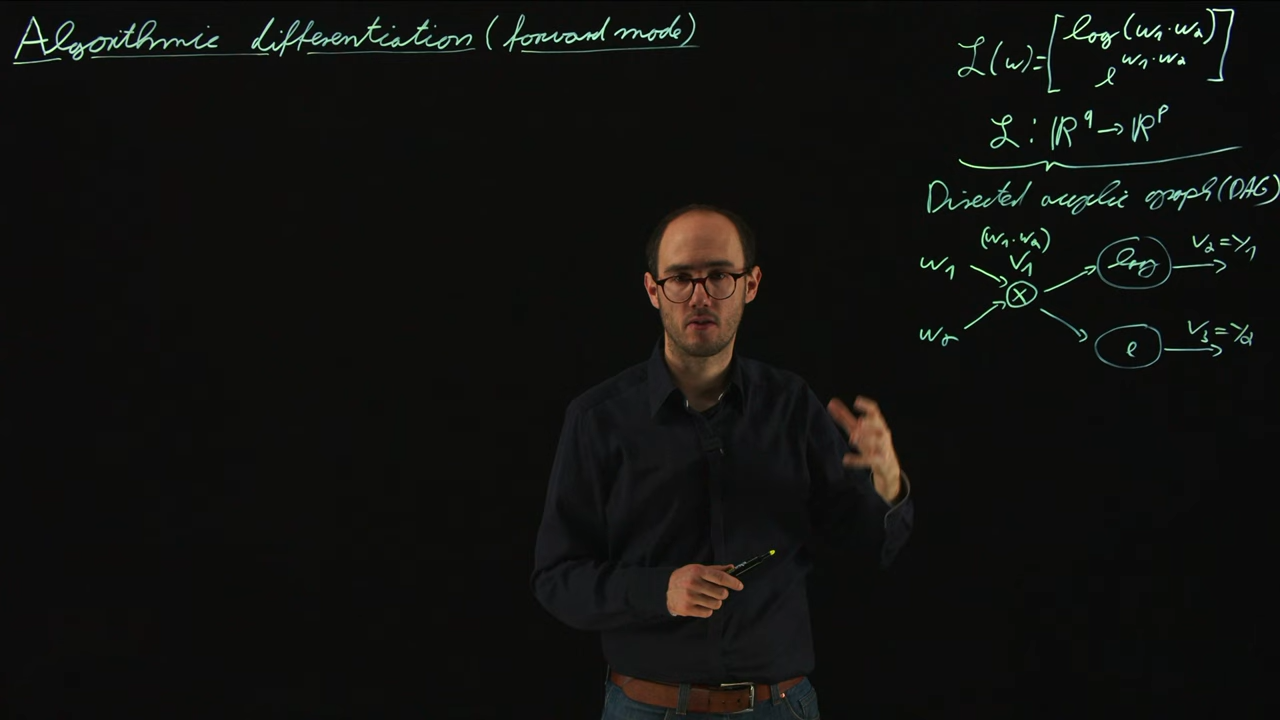 Algorithmic differentiation (forward mode)
L(w) = [ log(w1·w2)
e^{w1·w2} ]
L : ℝ^q → ℝ^p
Directed acyclic graph (DAG)
(w1·w2)
w1 v1 log v2 = y1
x
w2 e v3 = y2